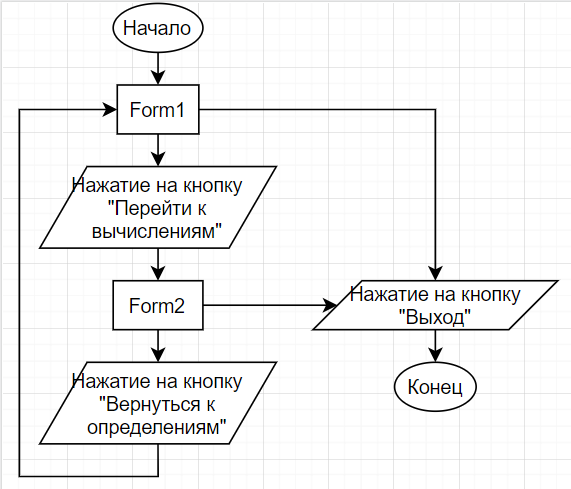 Начало
Form1
Нажатие на кнопку
"Перейти к
вычислениям"
Form2
Нажатие на кнопку
"Выход"
Нажатие на кнопку
"Вернуться к
определениям"
Конец